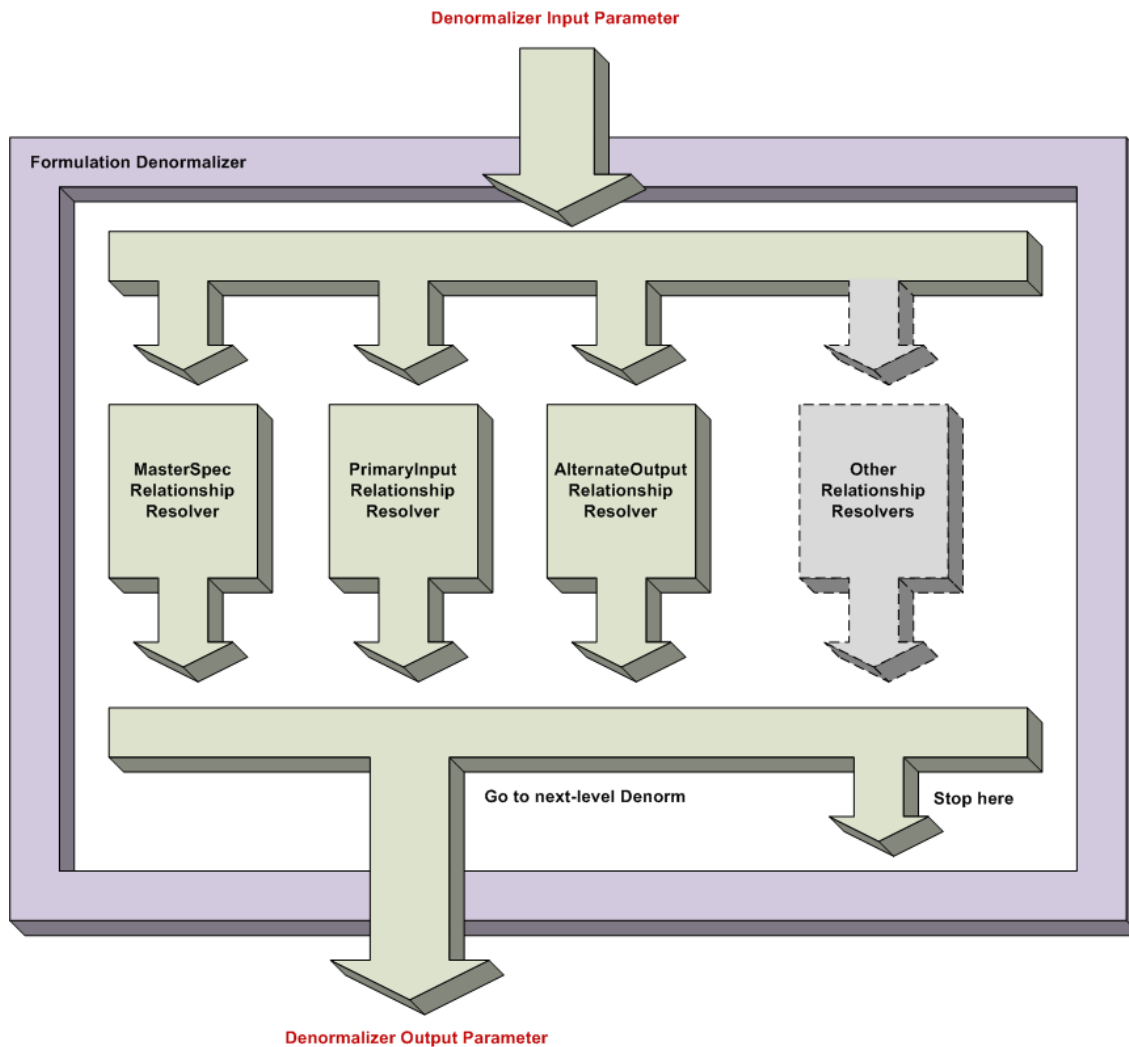 Denormalizer Input Parameter
Formulation Denormalizer
MasterSpec
Relationship
Resolver
PrimaryInput
Relationship
Resolver
AlternateOutput
Relationship
Resolver
Other
Relationship
Resolvers
Go to next-level Denorm
Stop here
Denormalizer Output Parameter